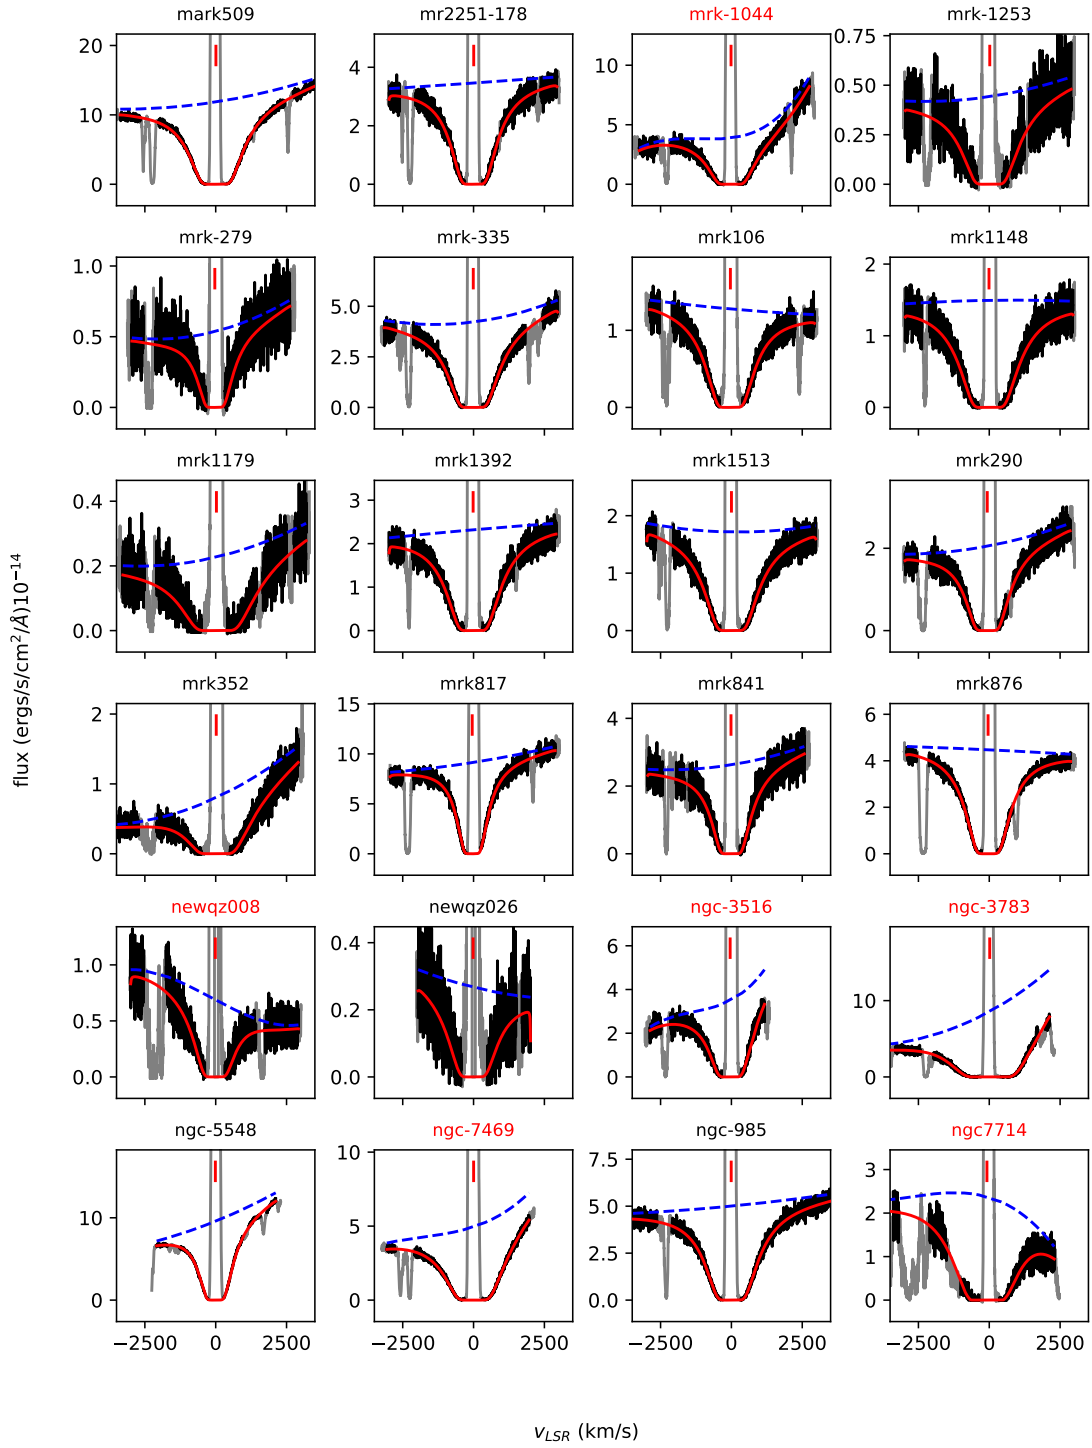 mark509 mr2251-178 mrk-1044 mrk-1253
20 10 0
4 2 0
10 5 0
0.75 0.50 0.25 0.00
mrk-279 mrk-335 mrk106 mrk1148
1.0 0.5 0.0
5.0 2.5 0.0
1 0
2 1 0
mrk1179 mrk1392 mrk1513 mrk290
0.4 0.2 0.0
3 2 1 0
2 1 0
2 0
flux (ergs/s/cm²/Å)10⁻¹⁴
mrk352 mrk817 mrk841 mrk876
2 1 0
15 10 5 0
4 2 0
6 4 2 0
newqz008 newqz026 ngc-3516 ngc-3783
1.0 0.5 0.0
0.4 0.2 0.0
6 4 2 0
10 0
ngc-5548 ngc-7469 ngc-985 ngc7714
10 0
10 5 0
7.5 5.0 2.5 0.0
3 2 1 0
−2500 0 2500 −2500 0 2500 −2500 0 2500 −2500 0 2500
v_LSR (km/s)